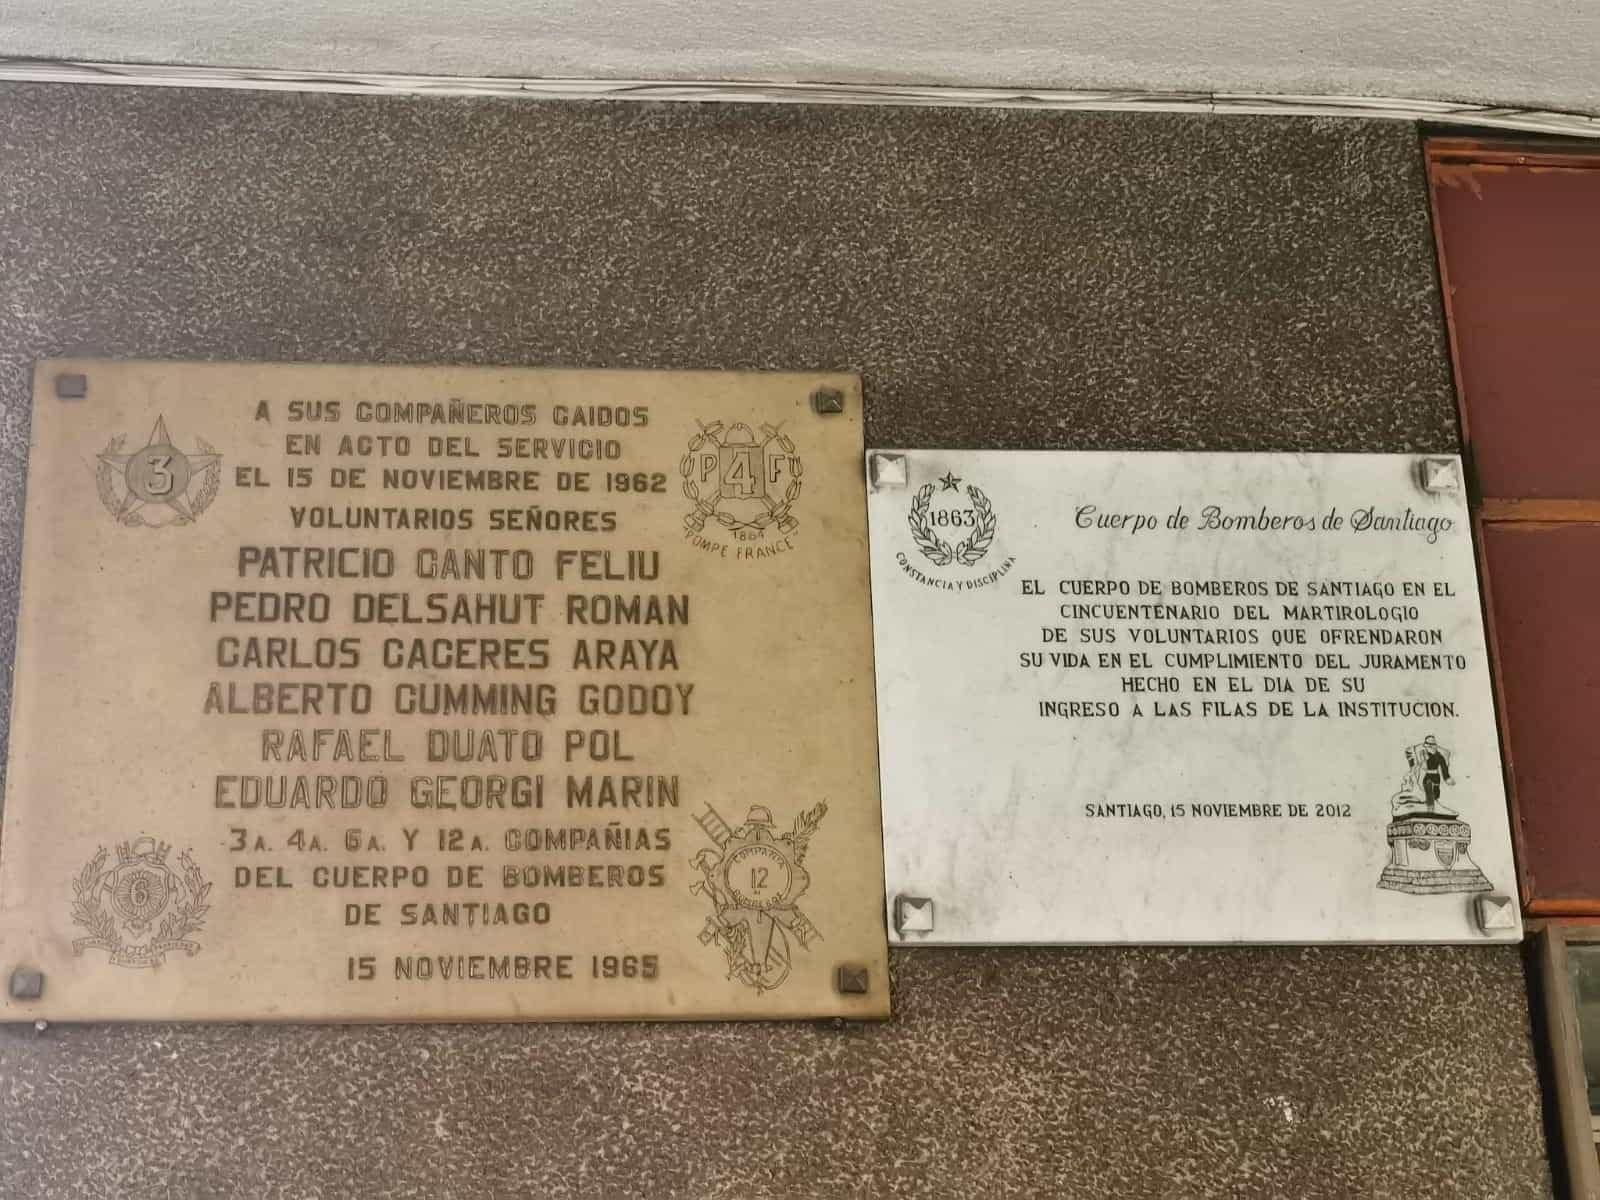 A SUS COMPAÑEROS CAIDOS
EN ACTO DEL SERVICIO
EL 15 DE NOVIEMBRE DE 1962
VOLUNTARIOS SEÑORES
PATRICIO CANTO FELIU
PEDRO DELSAHUT ROMAN
CARLOS CACERES ARAYA
ALBERTO CUMMING GODOY
RAFAEL DUATO POL
EDUARDO GEORGI MARIN
3A. 4A. 6A. Y 12A. COMPAÑIAS
DEL CUERPO DE BOMBEROS
DE SANTIAGO
15 NOVIEMBRE 1965
3
P 4 F
1864
POMPE FRANCE
6
COMPAÑIA
12
DE
BOMBEROS
1863
CONSTANCIA Y DISCIPLINA
Cuerpo de Bomberos de Santiago
EL CUERPO DE BOMBEROS DE SANTIAGO EN EL
CINCUENTENARIO DEL MARTIROLOGIO
DE SUS VOLUNTARIOS QUE OFRENDARON
SU VIDA EN EL CUMPLIMIENTO DEL JURAMENTO
HECHO EN EL DIA DE SU
INGRESO A LAS FILAS DE LA INSTITUCION.
SANTIAGO, 15 NOVIEMBRE DE 2012